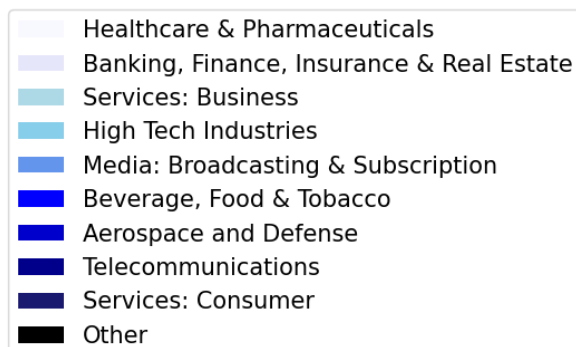 Healthcare & Pharmaceuticals
Banking, Finance, Insurance & Real Estate
Services: Business
High Tech Industries
Media: Broadcasting & Subscription
Beverage, Food & Tobacco
Aerospace and Defense
Telecommunications
Services: Consumer
Other